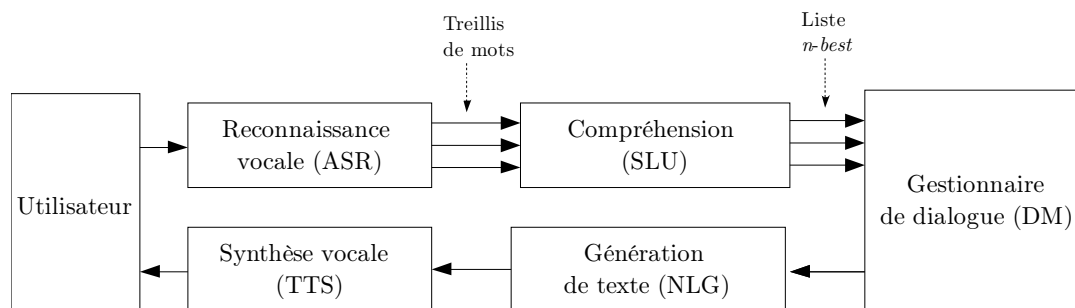 Treillis
de mots
Liste
n-best
Reconnaissance
vocale (ASR)
Compréhension
(SLU)
Utilisateur
Gestionnaire
de dialogue (DM)
Synthèse vocale
(TTS)
Génération
de texte (NLG)